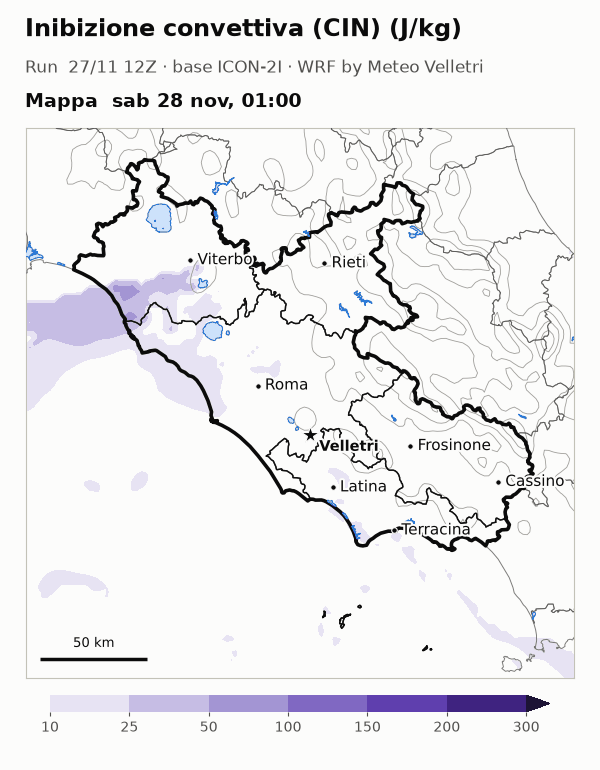 Inibizione convettiva (CIN) (J/kg)
Run  27/11 12Z · base ICON-2I · WRF by Meteo Velletri
Mappa  sab 28 nov, 01:00
Viterbo
Rieti
Roma
Velletri
Frosinone
Cassino
Latina
Terracina
50 km
10 25 50 100 150 200 300